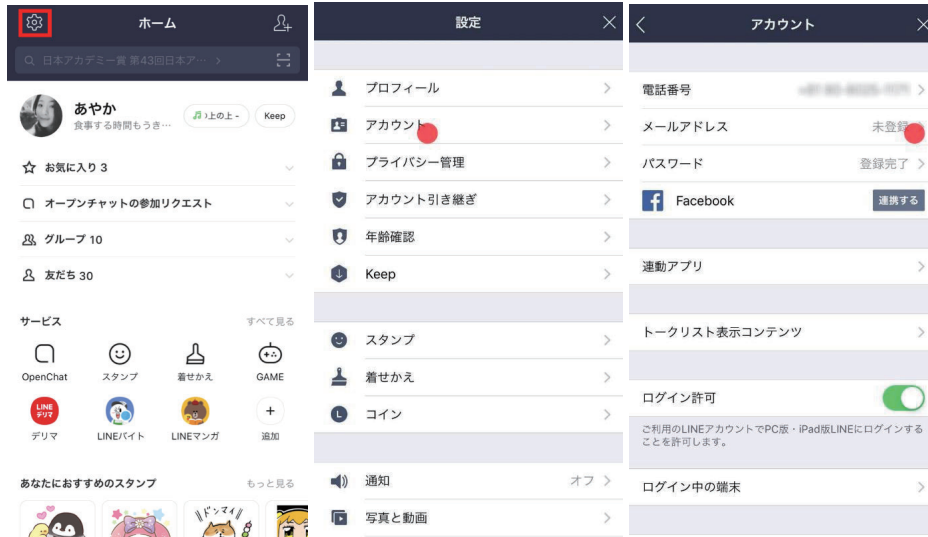 ホーム
日本アカデミー賞 第43回日本ア…
あやか
食事する時間もうき…
上の上 -
Keep
お気に入り 3
オープンチャットの参加リクエスト
グループ 10
友だち 30
サービス
すべて見る
OpenChat
スタンプ
着せかえ
GAME
LINE
デリマ
デリマ
LINEバイト
LINEマンガ
追加
あなたにおすすめのスタンプ
もっと見る
ドンマイ
設定
プロフィール
アカウント
プライバシー管理
アカウント引き継ぎ
年齢確認
Keep
スタンプ
着せかえ
コイン
通知
オフ
写真と動画
アカウント
電話番号
メールアドレス
未登録
パスワード
登録完了
Facebook
連携する
連動アプリ
トークリスト表示コンテンツ
ログイン許可
ご利用のLINEアカウントでPC版・iPad版LINEにログインする
ことを許可します。
ログイン中の端末